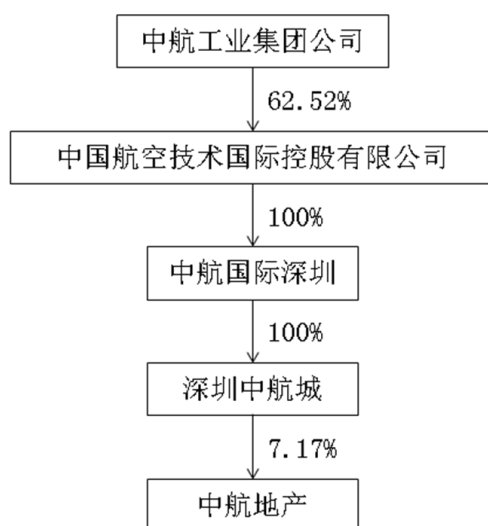 中航工业集团公司
62.52%
中国航空技术国际控股有限公司
100%
中航国际深圳
100%
深圳中航城
7.17%
中航地产